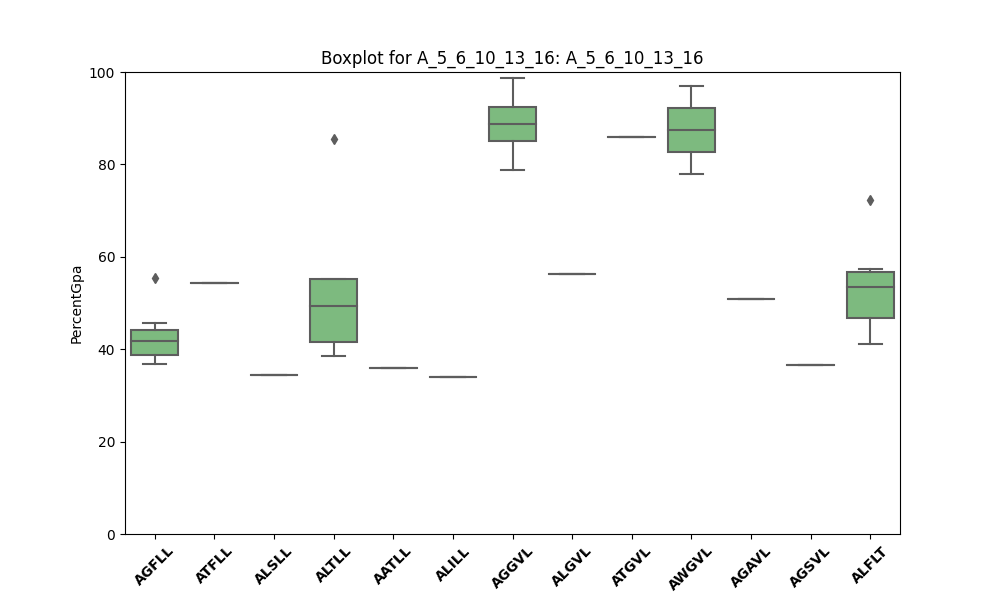 Boxplot for A_5_6_10_13_16: A_5_6_10_13_16
PercentGpa
100
80
60
40
20
0
AGFLL
ATFLL
ALSLL
ALTLL
AATLL
ALILL
AGGVL
ALGVL
ATGVL
AWGVL
AGAVL
AGSVL
ALFLT